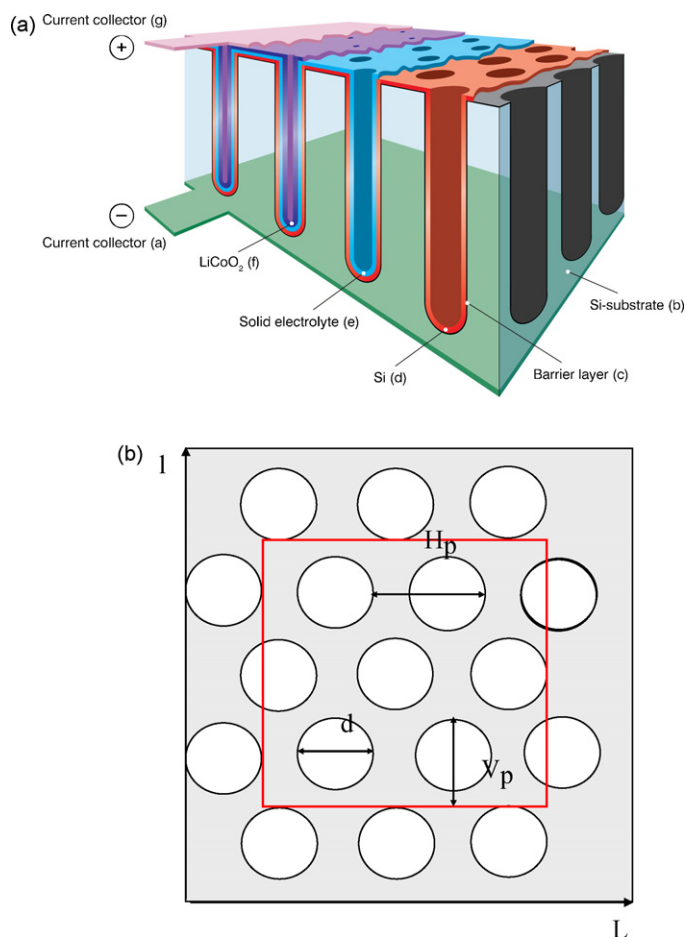 (a)
Current collector (g)
+
−
Current collector (a)
LiCoO₂ (f)
Solid electrolyte (e)
Si (d)
Si-substrate (b)
Barrier layer (c)
(b)
l
Hp
d
Vp
L